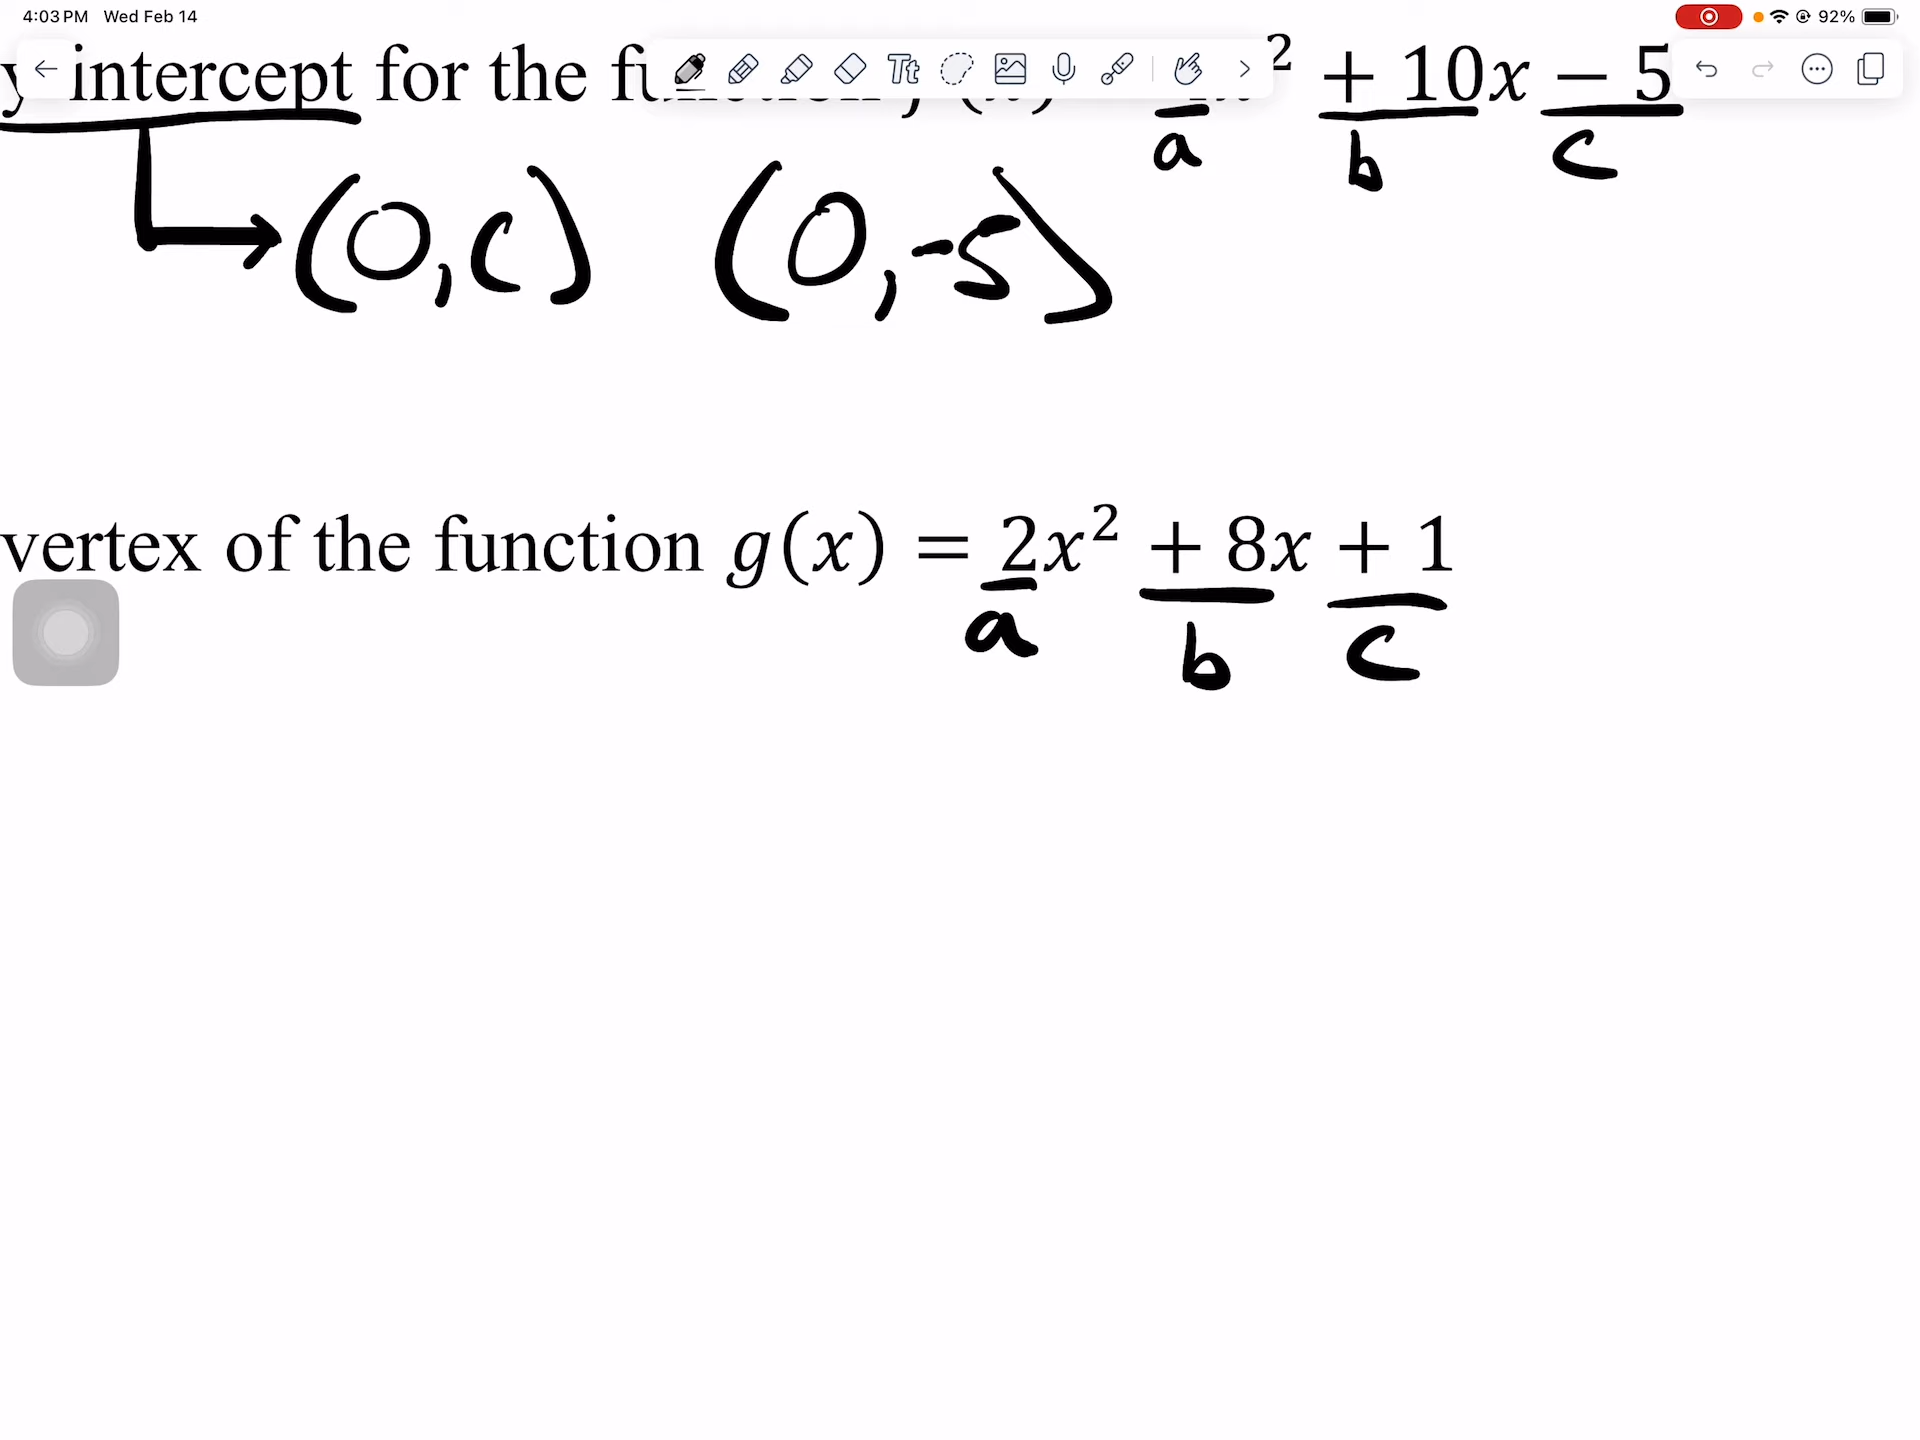 4:03 PM Wed Feb 14 92%
y intercept for the function ² + 10x − 5
a b c
(0,c) (0,-5)
vertex of the function g(x) = 2x² + 8x + 1
a b c